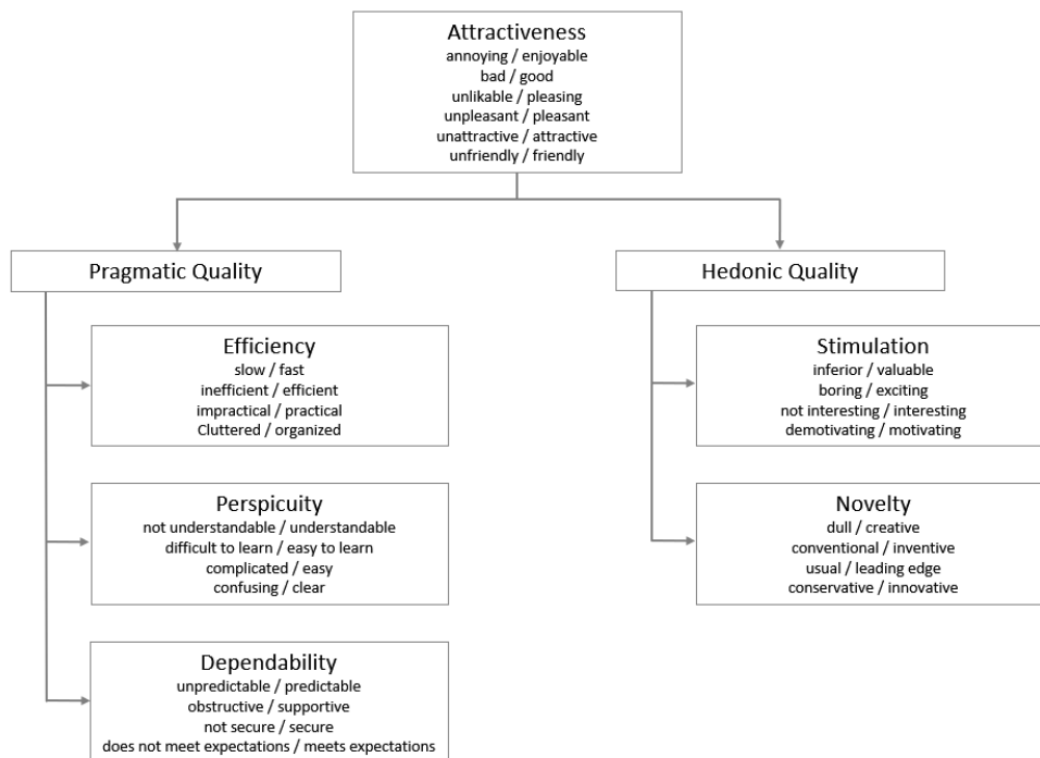 Attractiveness
annoying / enjoyable
bad / good
unlikable / pleasing
unpleasant / pleasant
unattractive / attractive
unfriendly / friendly
Pragmatic Quality
Efficiency
slow / fast
inefficient / efficient
impractical / practical
Cluttered / organized
Perspicuity
not understandable / understandable
difficult to learn / easy to learn
complicated / easy
confusing / clear
Dependability
unpredictable / predictable
obstructive / supportive
not secure / secure
does not meet expectations / meets expectations
Hedonic Quality
Stimulation
inferior / valuable
boring / exciting
not interesting / interesting
demotivating / motivating
Novelty
dull / creative
conventional / inventive
usual / leading edge
conservative / innovative